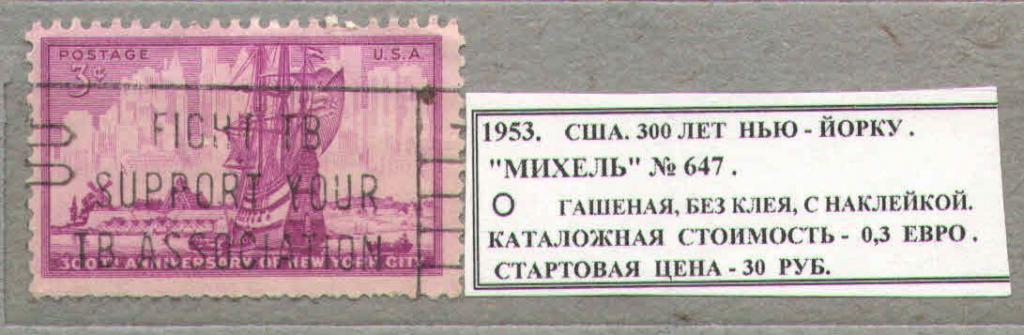 POSTAGE U.S.A.
3¢
FIGHT TB
SUPPORT YOUR
TB ASSOCIATION
300TH ANNIVERSARY OF NEW YORK CITY
1953. США. 300 ЛЕТ НЬЮ - ЙОРКУ .
"МИХЕЛЬ" № 647 .
О ГАШЕНАЯ, БЕЗ КЛЕЯ, С НАКЛЕЙКОЙ.
КАТАЛОЖНАЯ СТОИМОСТЬ - 0,3 ЕВРО .
СТАРТОВАЯ ЦЕНА - 30 РУБ.